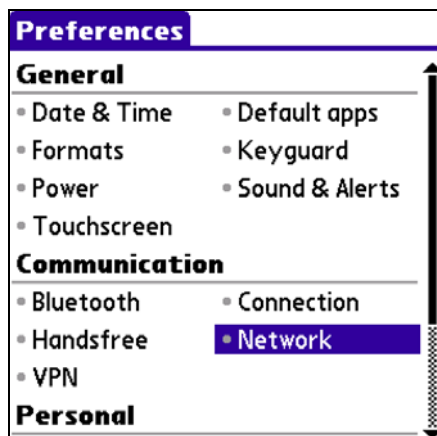 Preferences
General
Date & Time
Default apps
Formats
Keyguard
Power
Sound & Alerts
Touchscreen
Communication
Bluetooth
Connection
Handsfree
Network
VPN
Personal